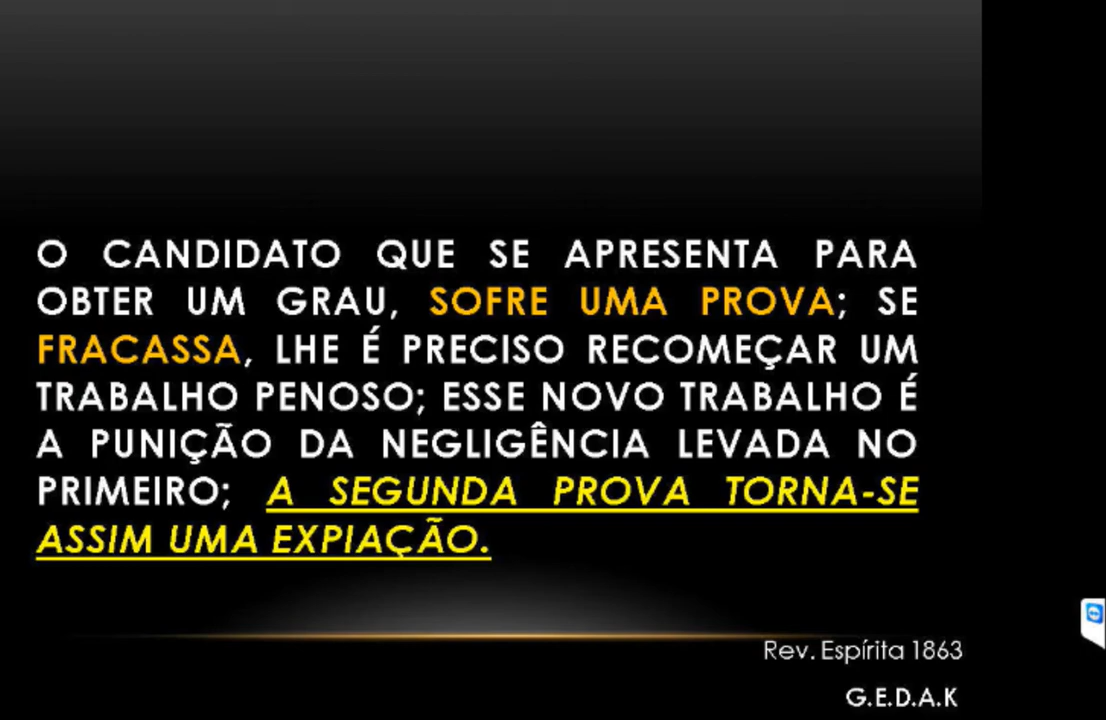 O CANDIDATO QUE SE APRESENTA PARA
OBTER UM GRAU, SOFRE UMA PROVA; SE
FRACASSA, LHE É PRECISO RECOMEÇAR UM
TRABALHO PENOSO; ESSE NOVO TRABALHO É
A PUNIÇÃO DA NEGLIGÊNCIA LEVADA NO
PRIMEIRO; A SEGUNDA PROVA TORNA-SE
ASSIM UMA EXPIAÇÃO.
Rev. Espírita 1863
G.E.D.A.K